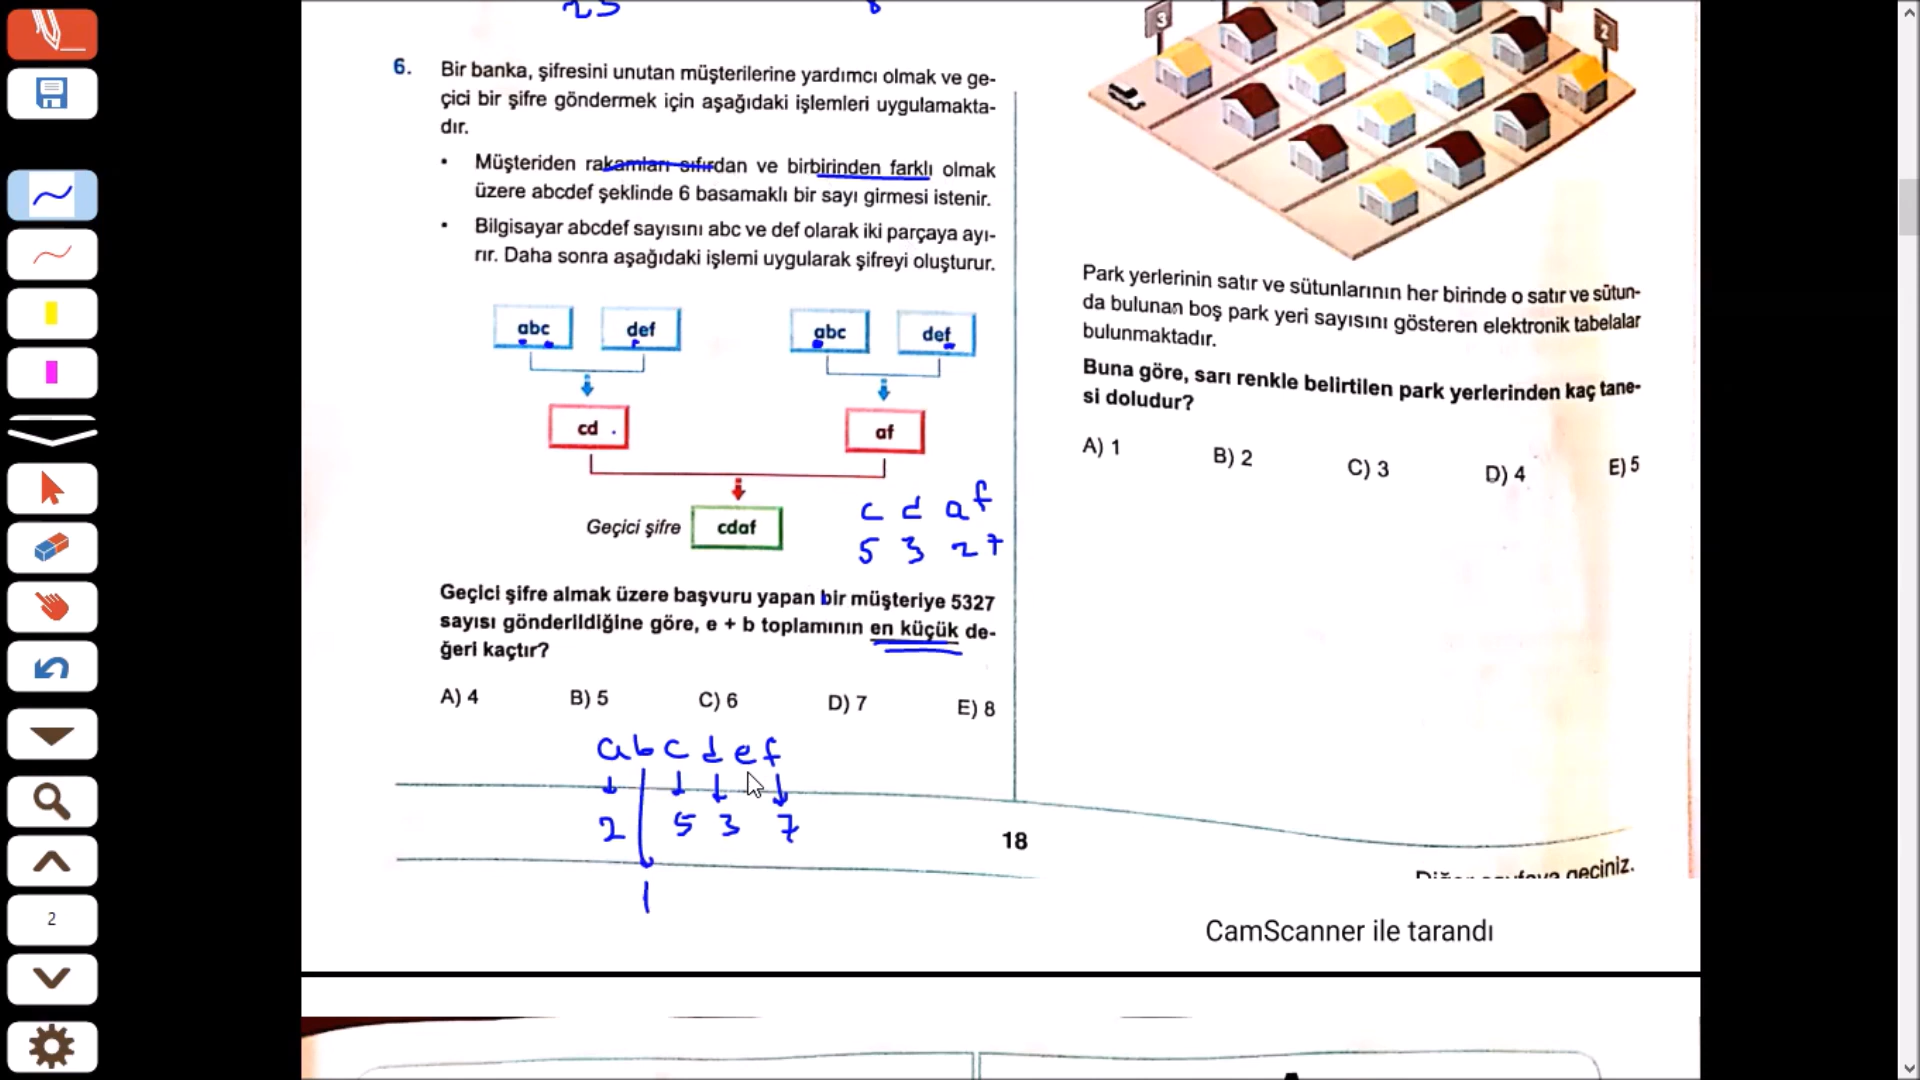 25
6. Bir banka, şifresini unutan müşterilerine yardımcı olmak ve ge-
çici bir şifre göndermek için aşağıdaki işlemleri uygulamakta-
dır.
• Müşteriden rakamları sıfırdan ve birbirinden farklı olmak
üzere abcdef şeklinde 6 basamaklı bir sayı girmesi istenir.
• Bilgisayar abcdef sayısını abc ve def olarak iki parçaya ayı-
rır. Daha sonra aşağıdaki işlemi uygularak şifreyi oluşturur.
abc def abc def
cd af
Geçici şifre cdaf
c d a f
5 3 2 7
Geçici şifre almak üzere başvuru yapan bir müşteriye 5327
sayısı gönderildiğine göre, e + b toplamının en küçük de-
ğeri kaçtır?
A) 4 B) 5 C) 6 D) 7 E) 8
a b c d e f
2 5 3 7
1
3
2
Park yerlerinin satır ve sütunlarının her birinde o satır ve sütun-
da bulunan boş park yeri sayısını gösteren elektronik tabelalar
bulunmaktadır.
Buna göre, sarı renkle belirtilen park yerlerinden kaç tane-
si doludur?
A) 1 B) 2 C) 3 D) 4 E) 5
18
geciniz.
CamScanner ile tarandı
2